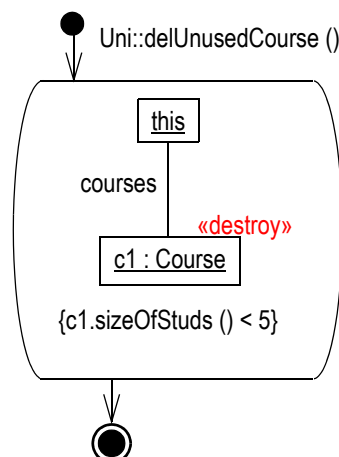 Uni::delUnusedCourse ()
this
courses
«destroy»
c1 : Course
{c1.sizeOfStuds () < 5}